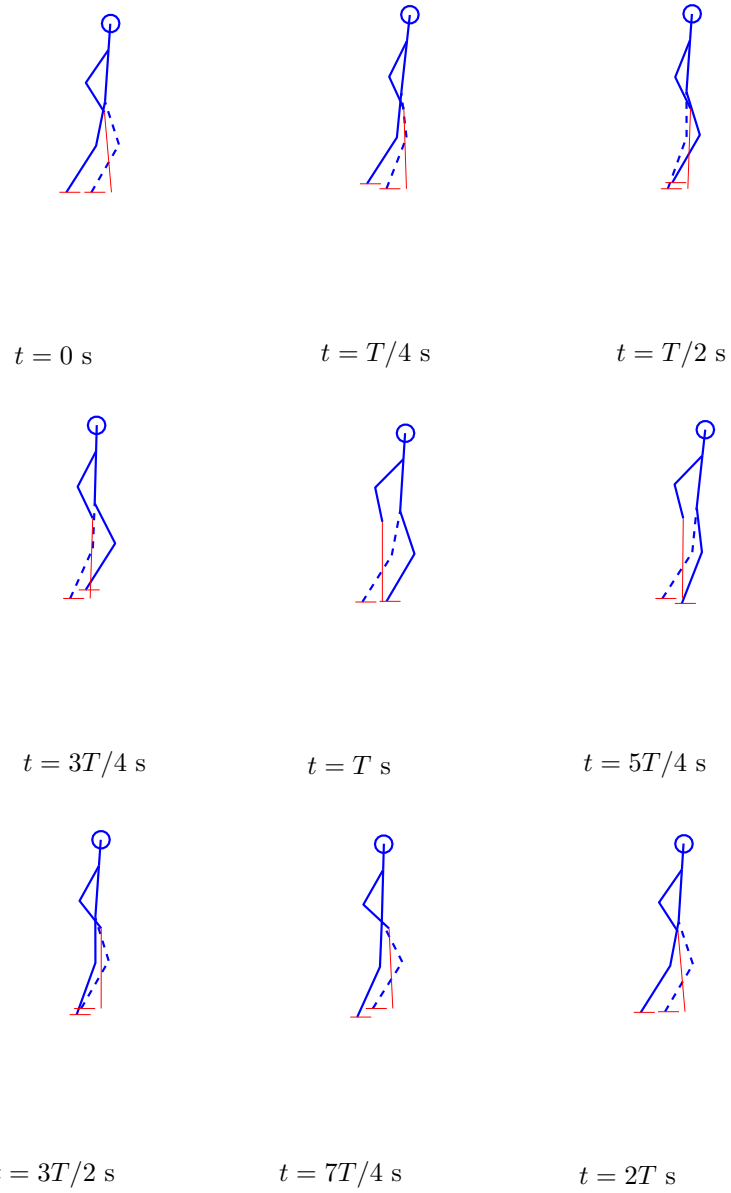 t = 0 s
t = T/4 s
t = T/2 s
t = 3T/4 s
t = T s
t = 5T/4 s
= 3T/2 s
t = 7T/4 s
t = 2T s